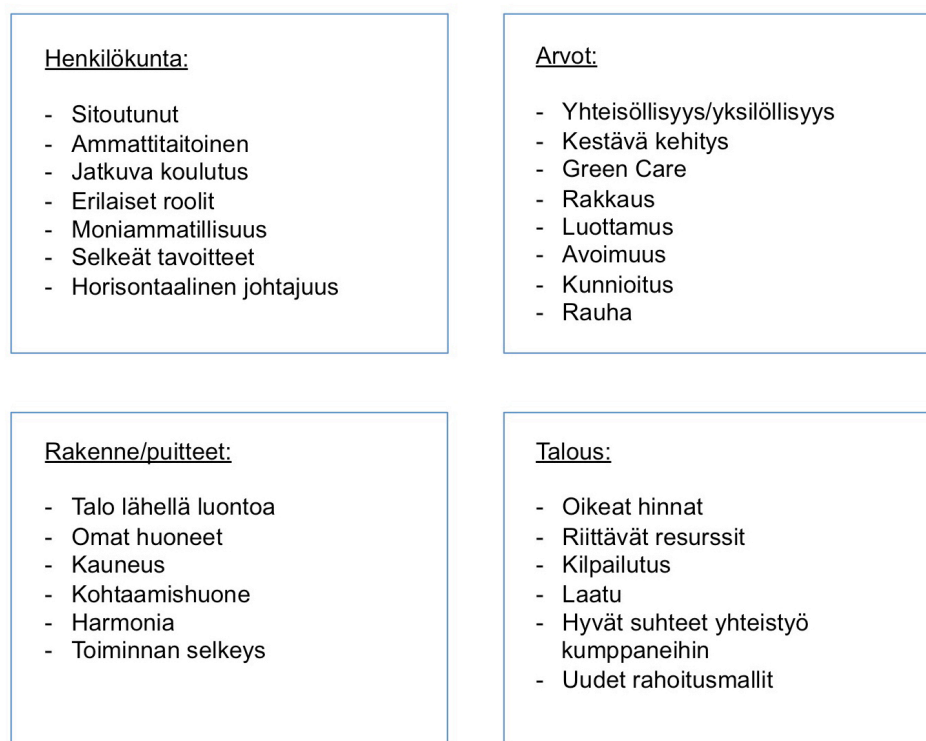 Henkilökunta:
- Sitoutunut
- Ammattitaitoinen
- Jatkuva koulutus
- Erilaiset roolit
- Moniammatillisuus
- Selkeät tavoitteet
- Horisontaalinen johtajuus
Arvot:
- Yhteisöllisyys/yksilöllisyys
- Kestävä kehitys
- Green Care
- Rakkaus
- Luottamus
- Avoimuus
- Kunnioitus
- Rauha
Rakenne/puitteet:
- Talo lähellä luontoa
- Omat huoneet
- Kauneus
- Kohtaamishuone
- Harmonia
- Toiminnan selkeys
Talous:
- Oikeat hinnat
- Riittävät resurssit
- Kilpailutus
- Laatu
- Hyvät suhteet yhteistyö
kumppaneihin
- Uudet rahoitusmallit